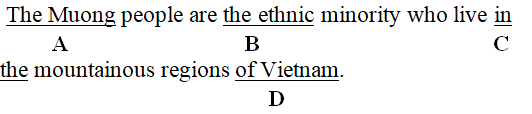 The Muong people are the ethnic minority who live in
A B C
the mountainous regions of Vietnam.
D